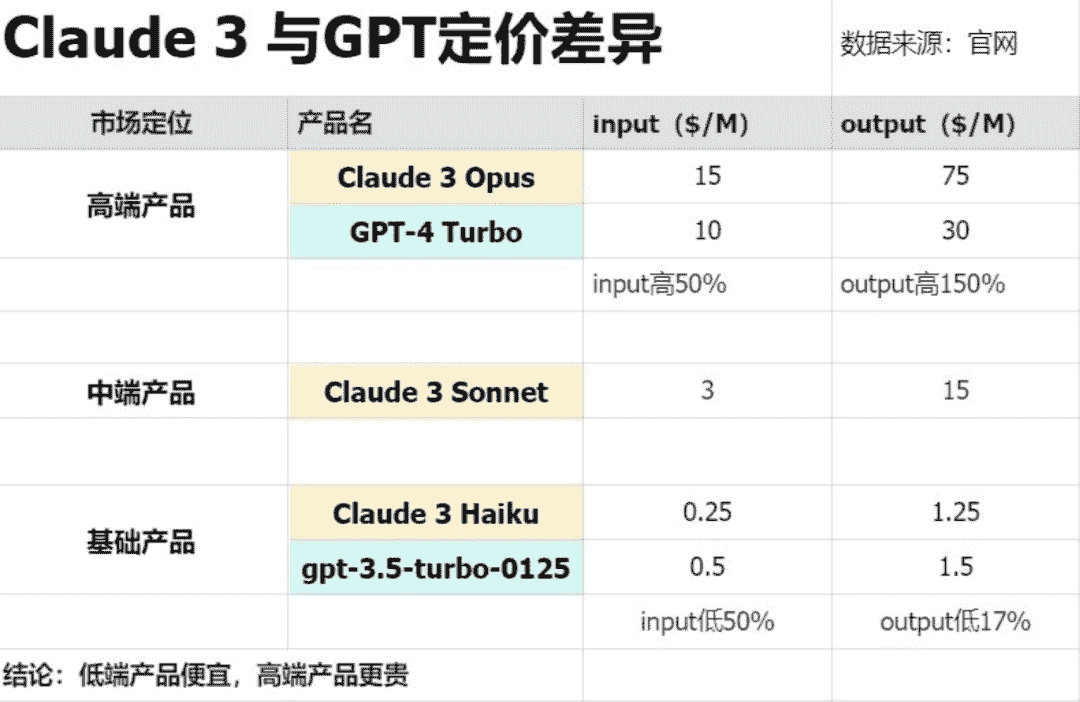 Claude 3 与GPT定价差异 数据来源：官网
市场定位 产品名 input（$/M） output（$/M）
高端产品
Claude 3 Opus 15 75
GPT-4 Turbo 10 30
input高50% output高150%
中端产品 Claude 3 Sonnet 3 15
基础产品
Claude 3 Haiku 0.25 1.25
gpt-3.5-turbo-0125 0.5 1.5
input低50% output低17%
结论：低端产品便宜，高端产品更贵